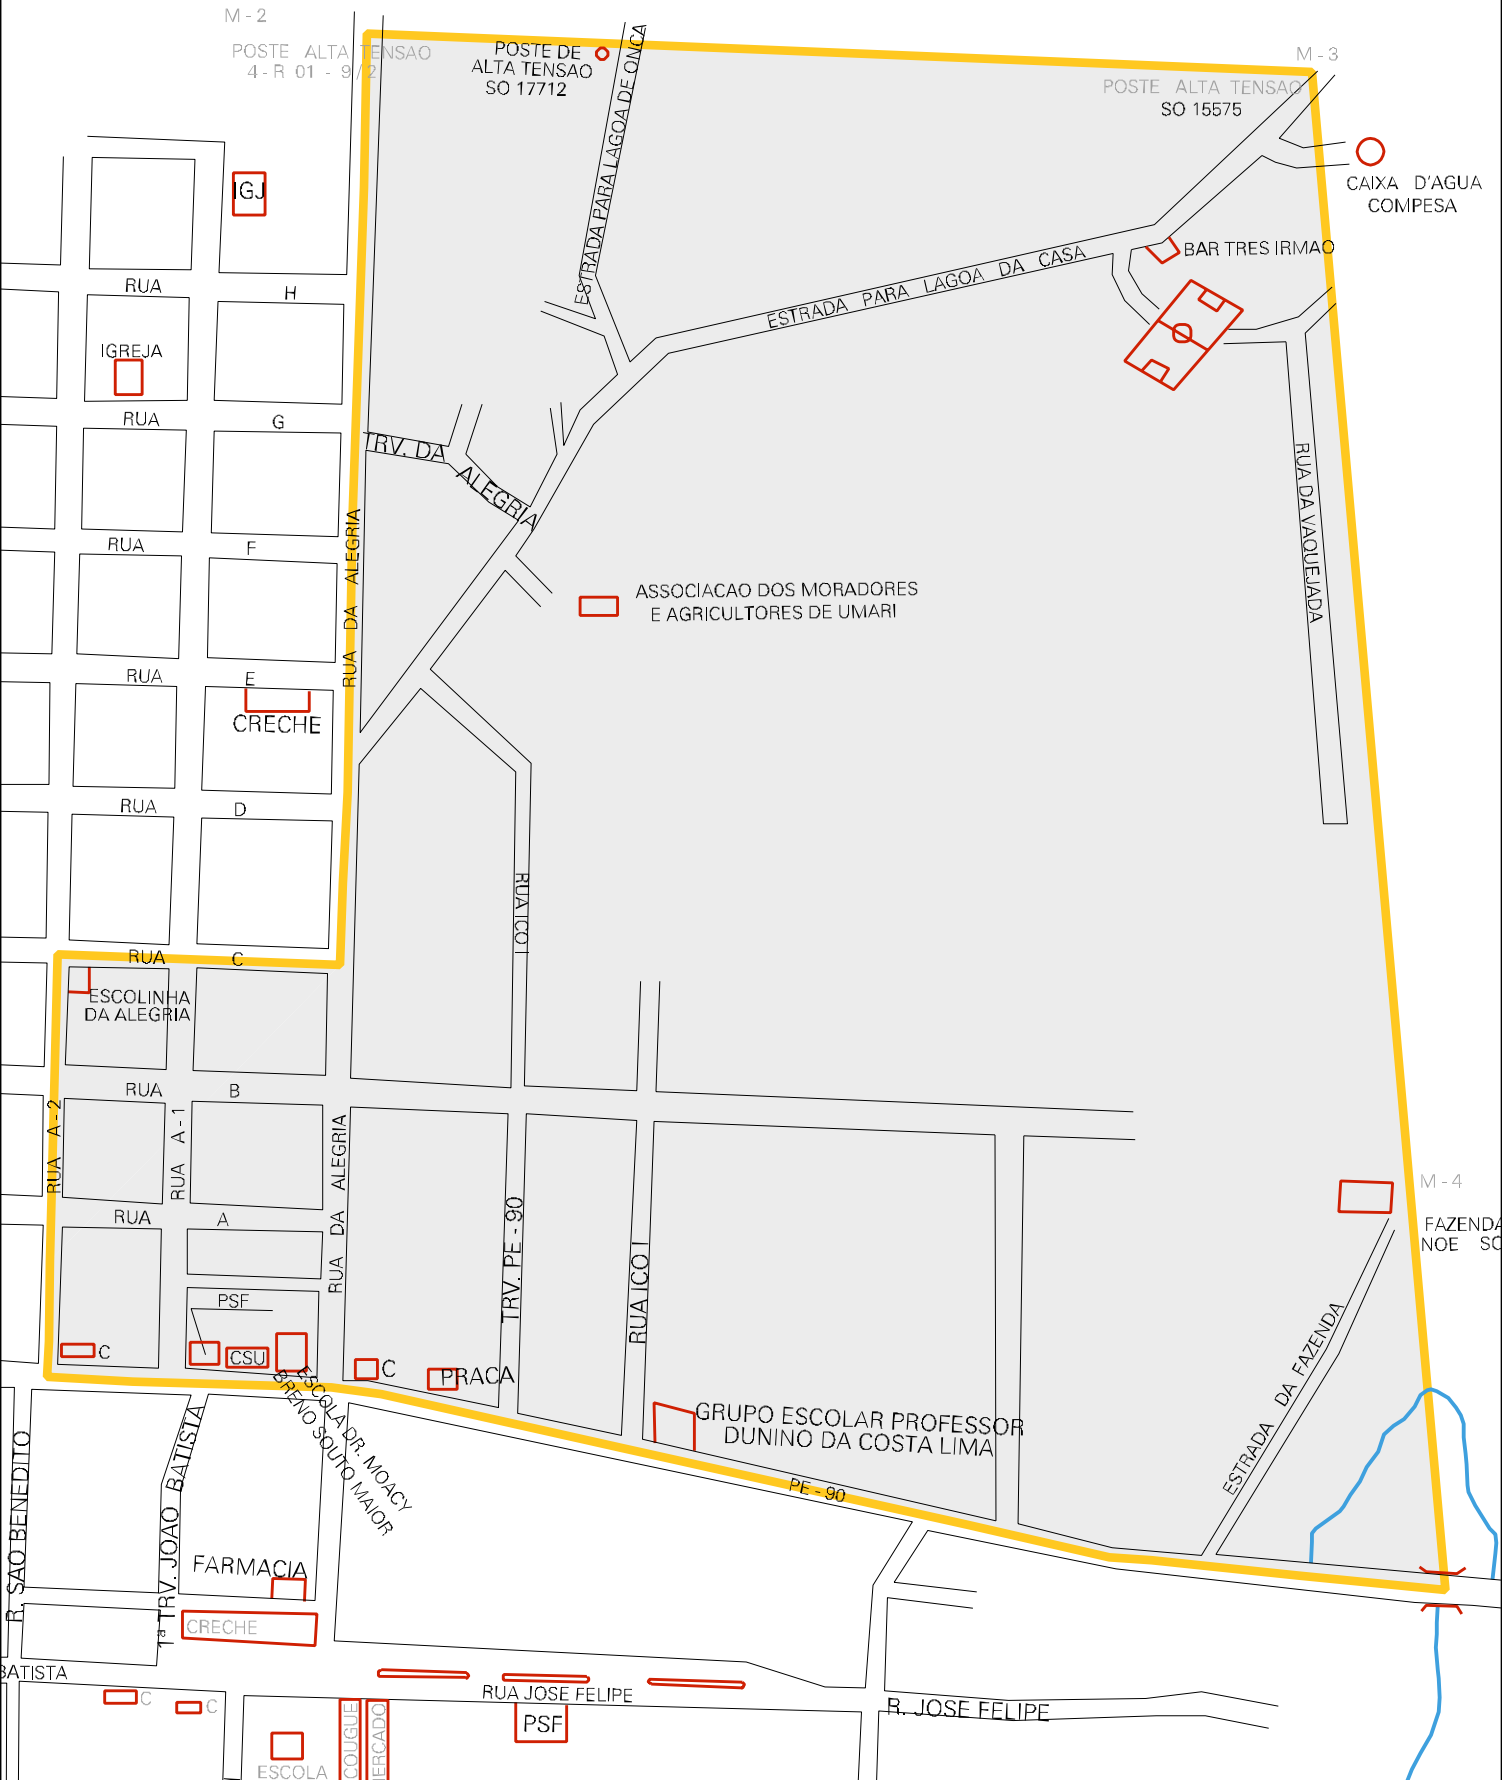 M - 2
POSTE ALTA TENSAO
4 - R 01 - 9 / 2
POSTE DE
ALTA TENSAO
SO 17712
ESTRADA PARA LAGOA DE ONCA
M - 3
POSTE ALTA TENSAO
SO 15575
CAIXA D'AGUA
COMPESA
IGJ
BAR TRES IRMAO
ESTRADA PARA LAGOA DA CASA
RUA H
IGREJA
RUA G
TRV. DA ALEGRIA
RUA DA VAQUEJADA
RUA F
RUA DA ALEGRIA
ASSOCIACAO DOS MORADORES
E AGRICULTORES DE UMARI
RUA E
CRECHE
RUA D
RUA ICO I
RUA C
ESCOLINHA
DA ALEGRIA
RUA B
RUA A - 2
RUA A - 1
RUA DA ALEGRIA
RUA A
TRV. PE - 90
RUA ICO I
M - 4
FAZENDA
NOE
PSF
CSU
C
C
PRACA
ESCOLA DR. MOACY
BRENO SOUTO MAIOR
GRUPO ESCOLAR PROFESSOR
DUNINO DA COSTA LIMA
ESTRADA DA FAZENDA
PE - 90
R. SAO BENEDITO
1ª TRV. JOAO BATISTA
FARMACIA
CRECHE
BATISTA
C
C
RUA JOSE FELIPE
R. JOSE FELIPE
PSF
ESCOLA
COUGUE
ERCADO